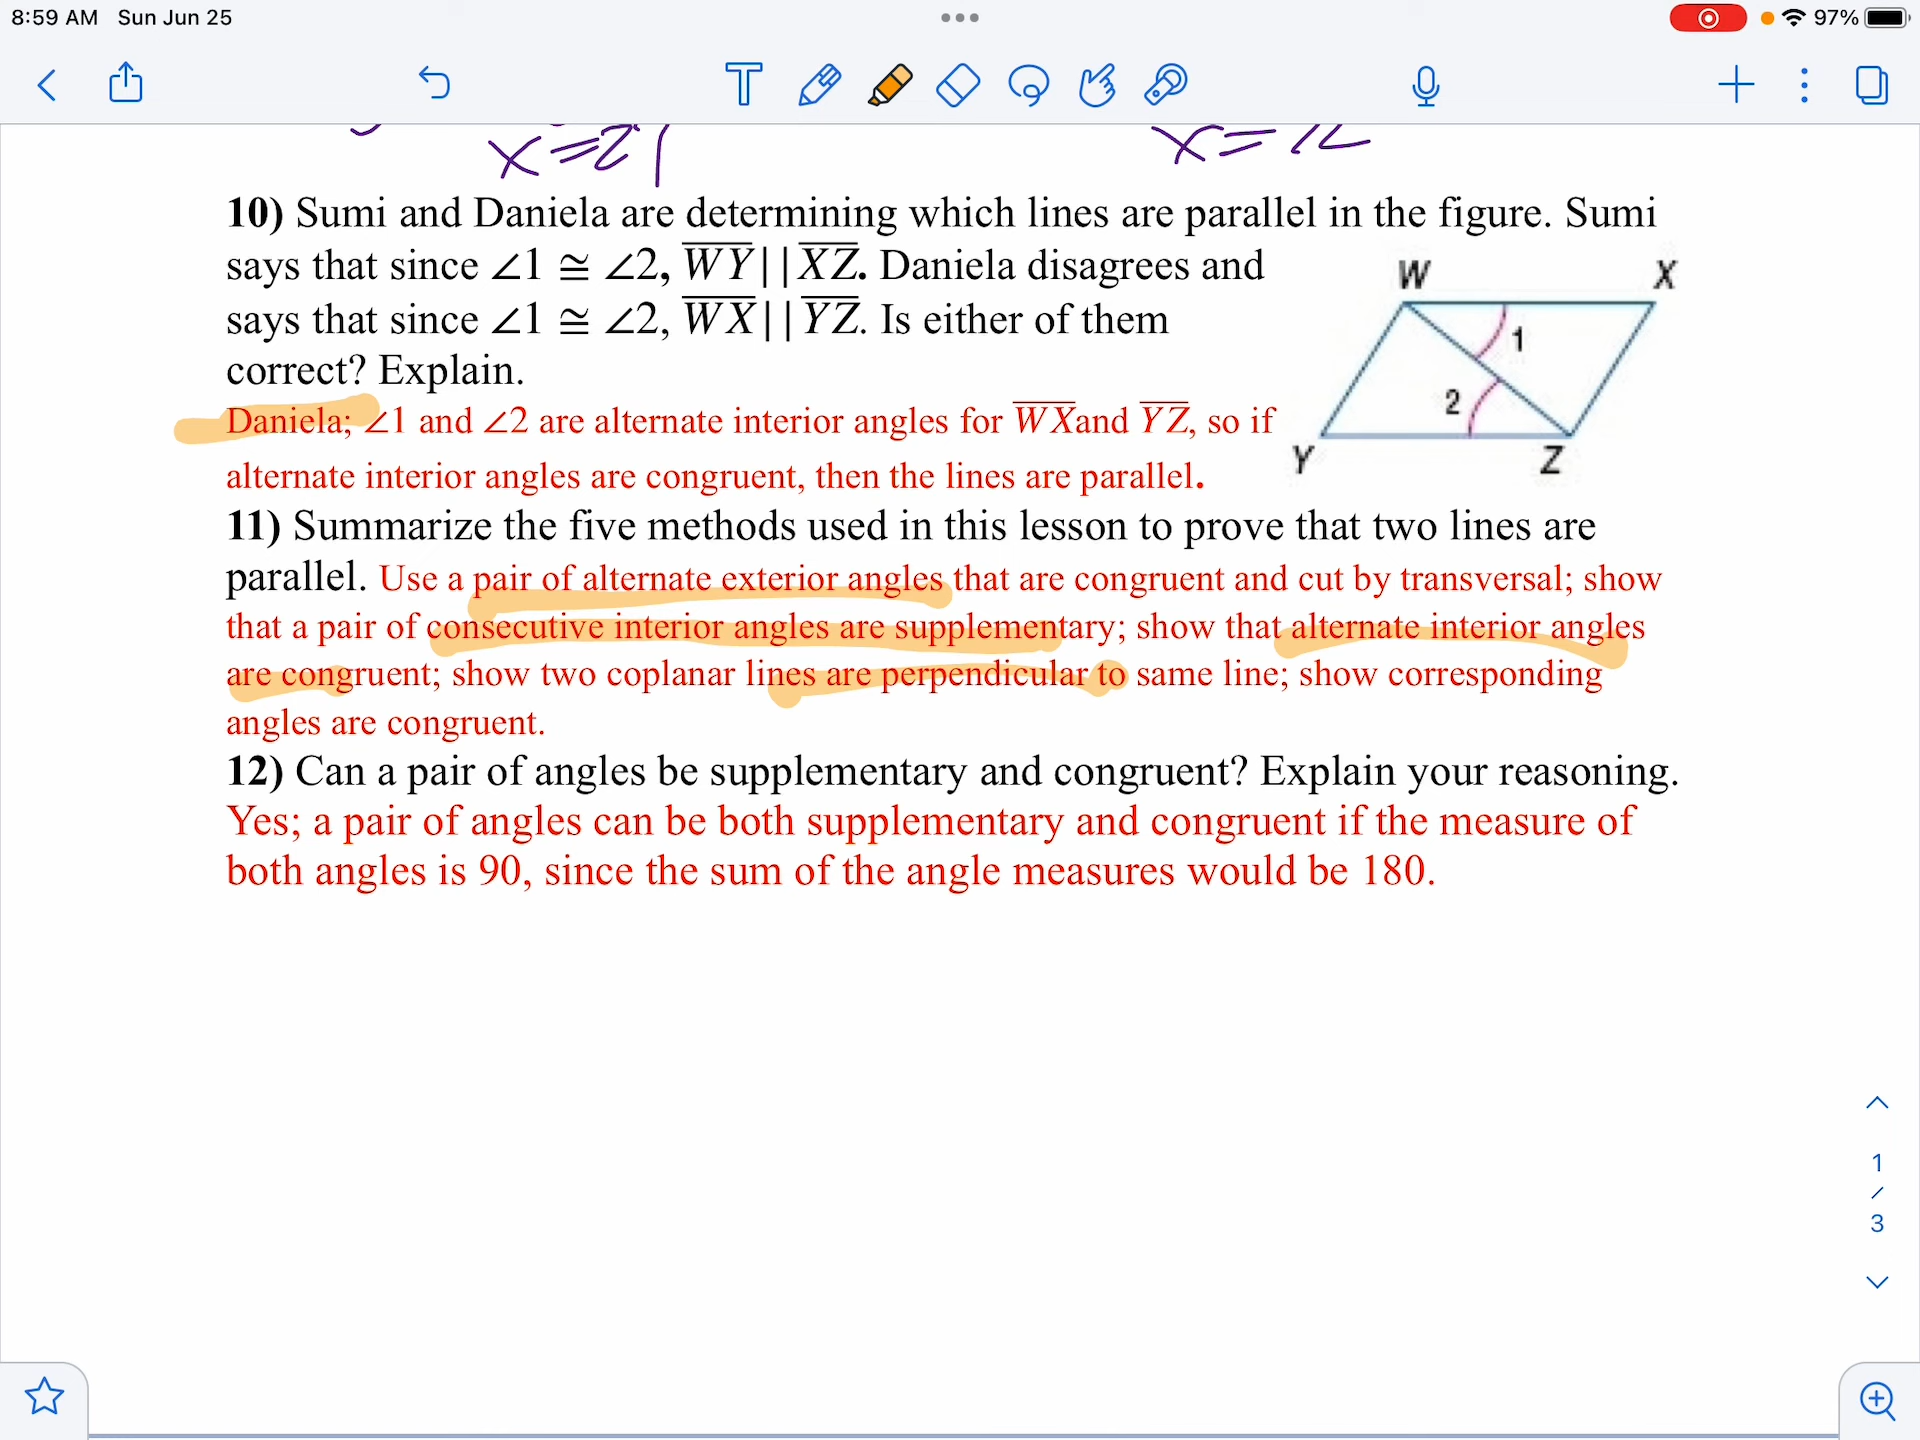 8:59 AM Sun Jun 25
97%
x=21 x=12
10) Sumi and Daniela are determining which lines are parallel in the figure. Sumi
says that since ∠1 ≅ ∠2, W̅Y̅||X̅Z̅. Daniela disagrees and
says that since ∠1 ≅ ∠2, W̅X̅||Y̅Z̅. Is either of them
correct? Explain.
Daniela; ∠1 and ∠2 are alternate interior angles for W̅X̅and Y̅Z̅, so if
alternate interior angles are congruent, then the lines are parallel.
W X
1
2
Y Z
11) Summarize the five methods used in this lesson to prove that two lines are
parallel. Use a pair of alternate exterior angles that are congruent and cut by transversal; show
that a pair of consecutive interior angles are supplementary; show that alternate interior angles
are congruent; show two coplanar lines are perpendicular to same line; show corresponding
angles are congruent.
12) Can a pair of angles be supplementary and congruent? Explain your reasoning.
Yes; a pair of angles can be both supplementary and congruent if the measure of
both angles is 90, since the sum of the angle measures would be 180.
1
/
3